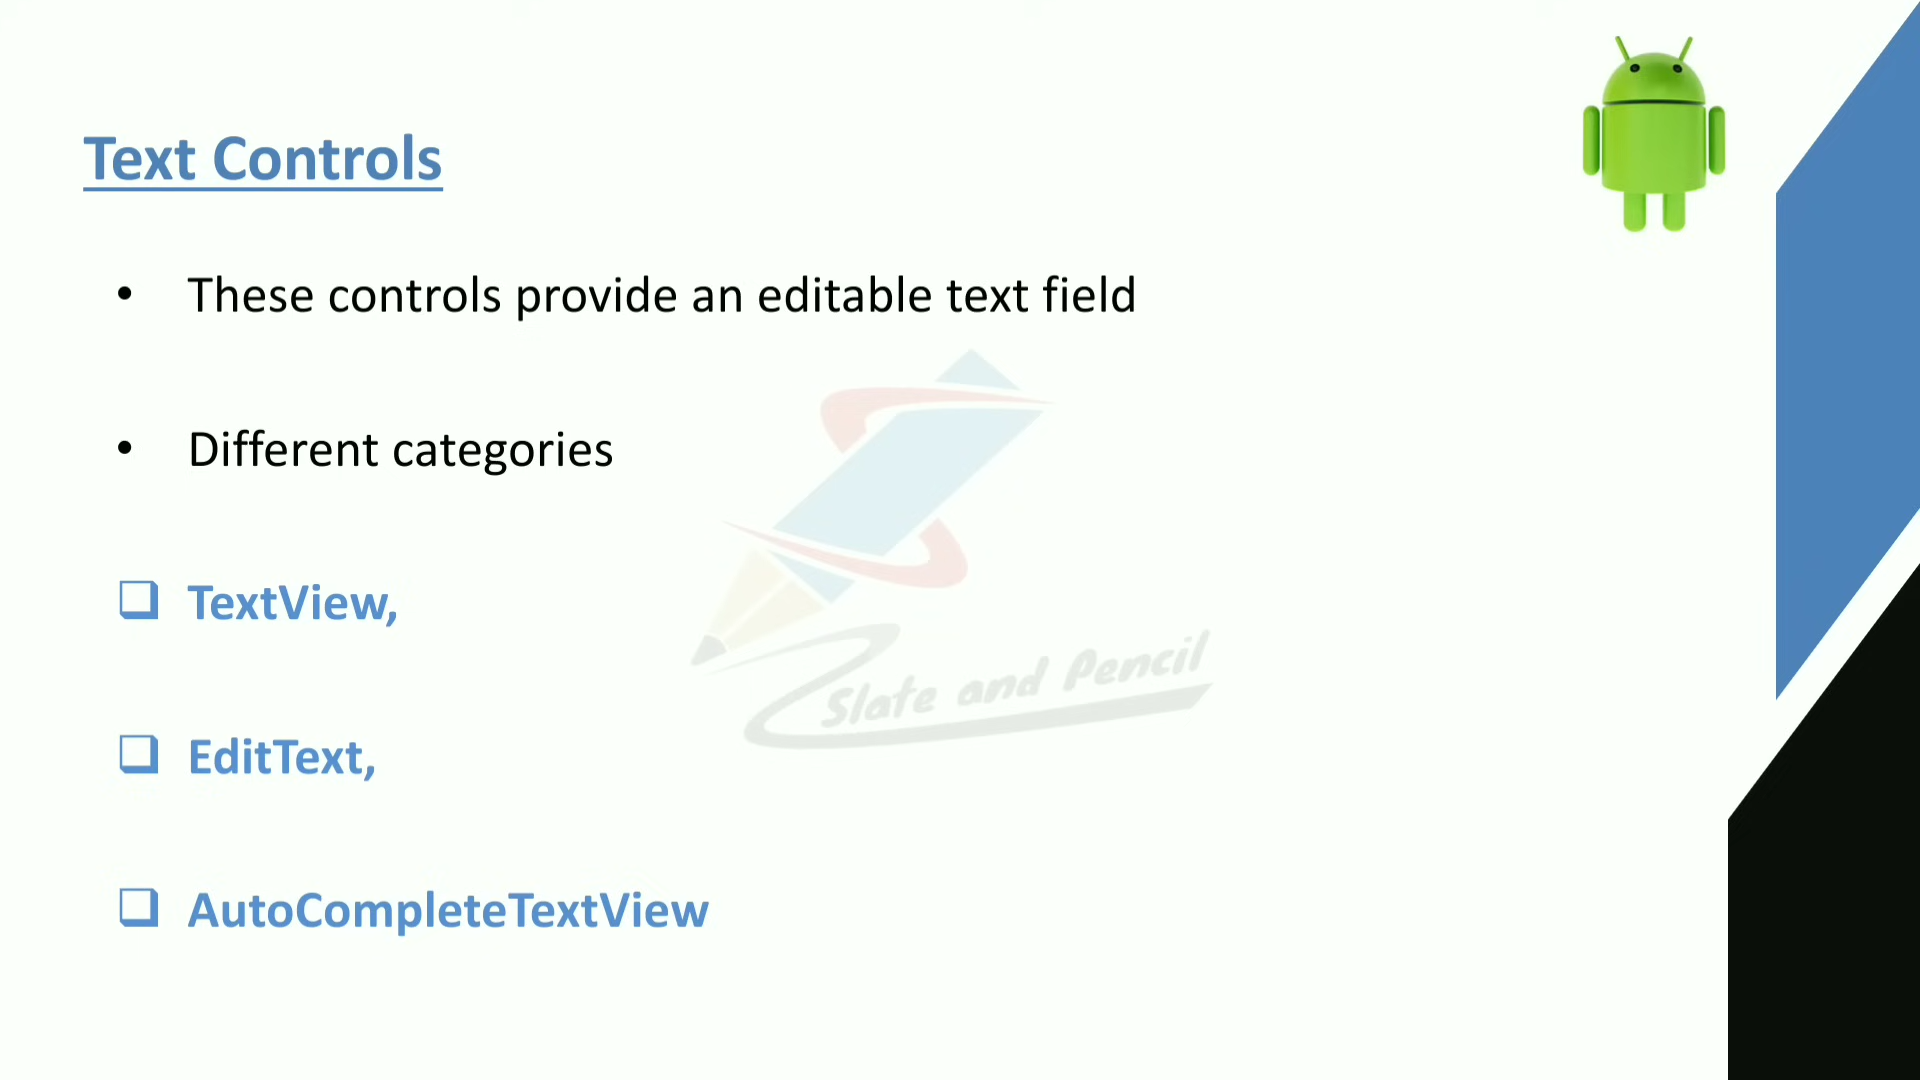 Text Controls
• These controls provide an editable text field
• Different categories
❑ TextView,
❑ EditText,
❑ AutoCompleteTextView
Slate and Pencil